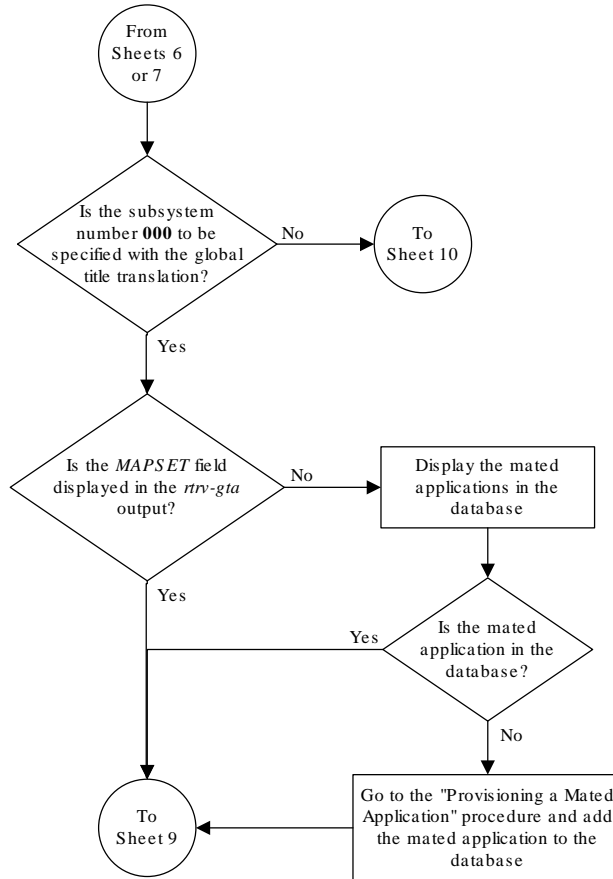 From
Sheets 6
or 7
Is the subsystem
number 000 to be
specified with the global
title translation?
No
To
Sheet 10
Yes
Is the MAPSET field
displayed in the rtrv-gta
output?
No
Display the mated
applications in the
database
Yes
Yes
Is the mated
application in the
database?
No
To
Sheet 9
Go to the "Provisioning a Mated
Application" procedure and add
the mated application to the
database